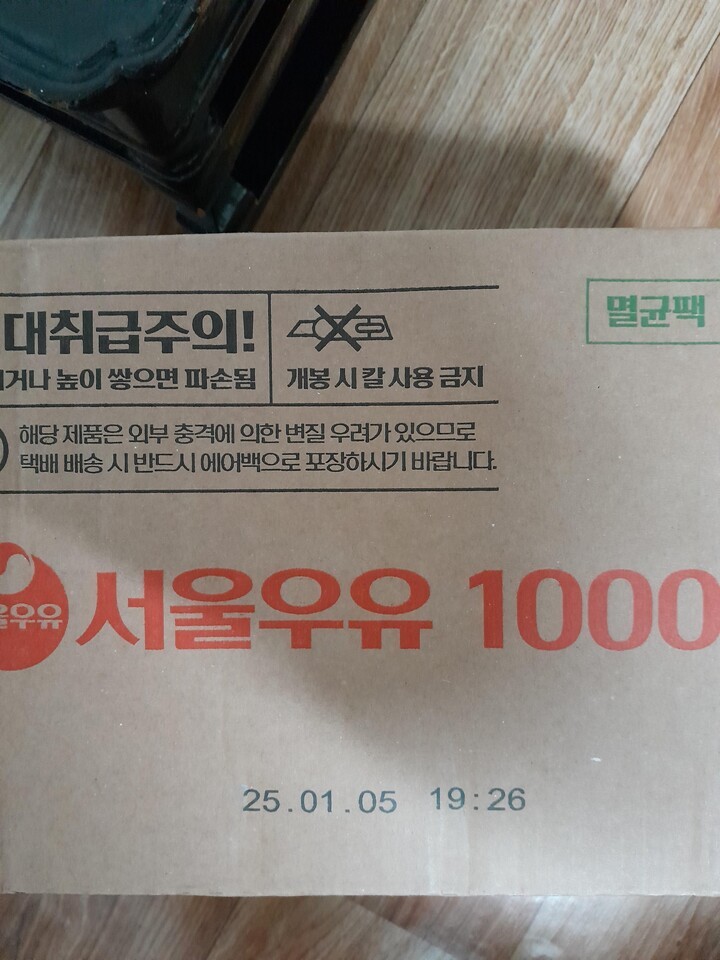 대취급주의!
거나 높이 쌓으면 파손됨
개봉 시 칼 사용 금지
멸균팩
해당 제품은 외부 충격에 의한 변질 우려가 있으므로
택배 배송 시 반드시 에어백으로 포장하시기 바랍니다.
울우유
서울우유 1000
25.01.05 19:26